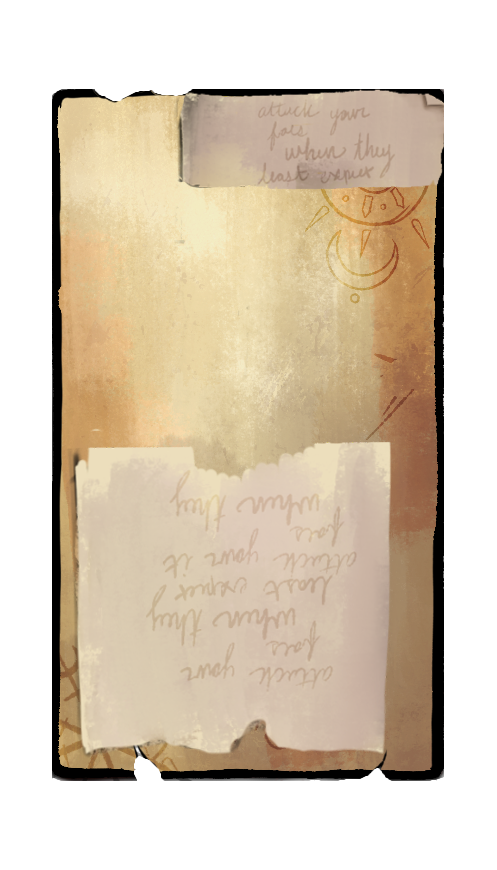 attack your
foes
when they
least expect
attack your
foes
when they
least expect
attack your it
foes
when they